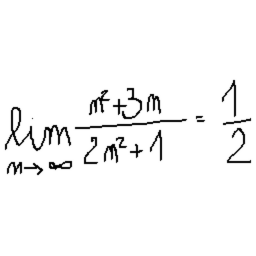 lim n→∞ (n²+3n)/(2n²+1) = 1/2